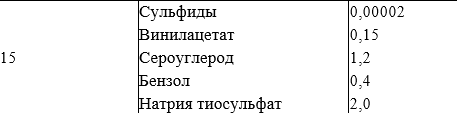 Сульфиды 0,00002
Винилацетат 0,15
15 Сероуглерод 1,2
Бензол 0,4
Натрия тиосульфат 2,0